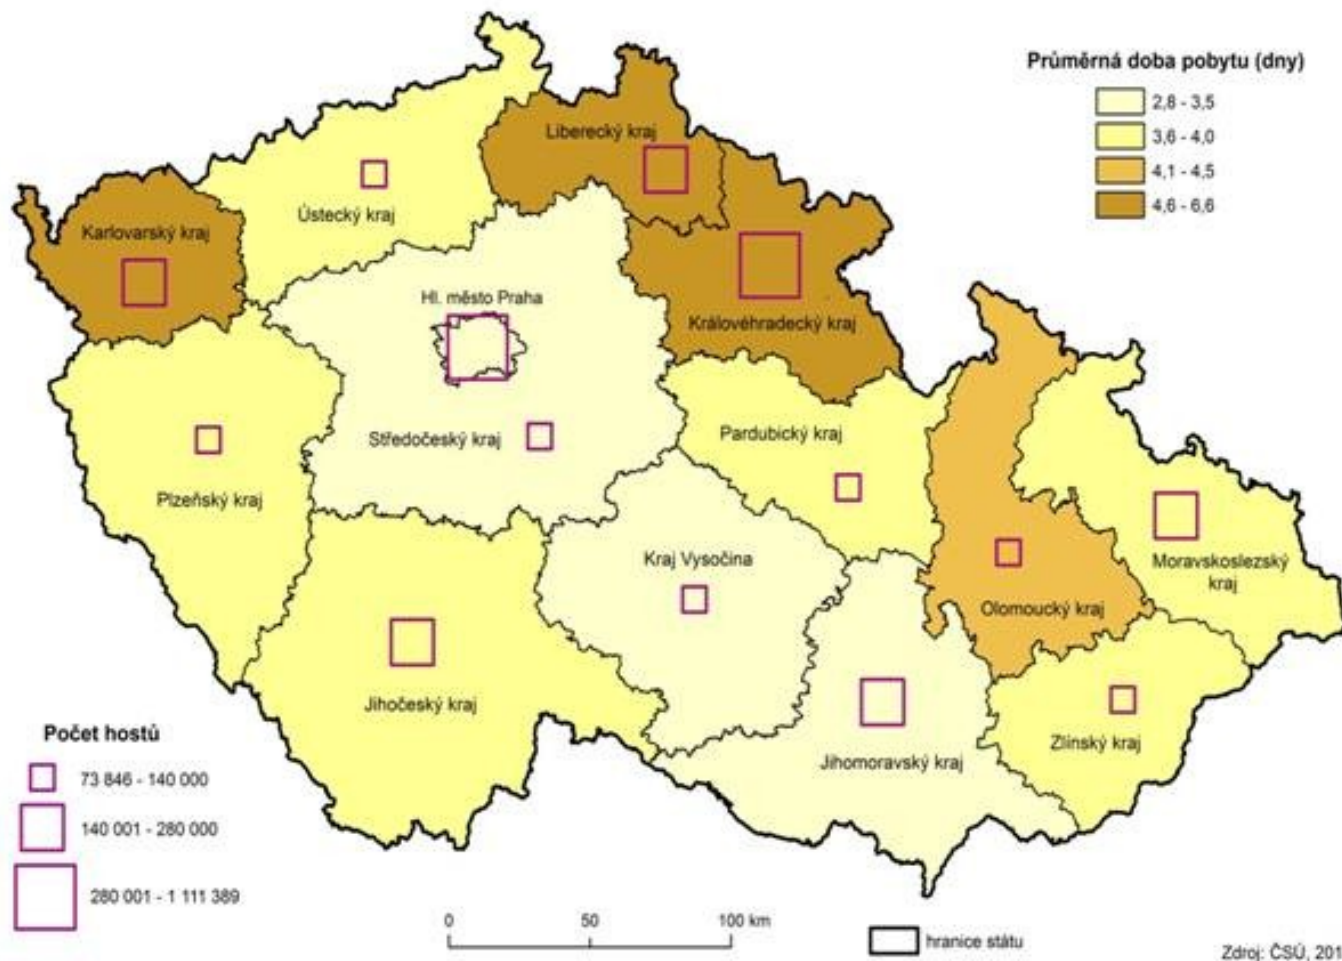 Průměrná doba pobytu (dny)
2,8 - 3,5
3,6 - 4,0
4,1 - 4,5
4,6 - 6,6
Liberecký kraj
Ústecký kraj
Karlovarský kraj
Hl. město Praha
Královéhradecký kraj
Středočeský kraj
Pardubický kraj
Plzeňský kraj
Kraj Vysočina
Moravskoslezský
kraj
Olomoucký kraj
Jihočeský kraj
Zlínský kraj
Jihomoravský kraj
Počet hostů
73 846 - 140 000
140 001 - 280 000
280 001 - 1 111 389
0 50 100 km
hranice státu
Zdroj: ČSÚ, 201